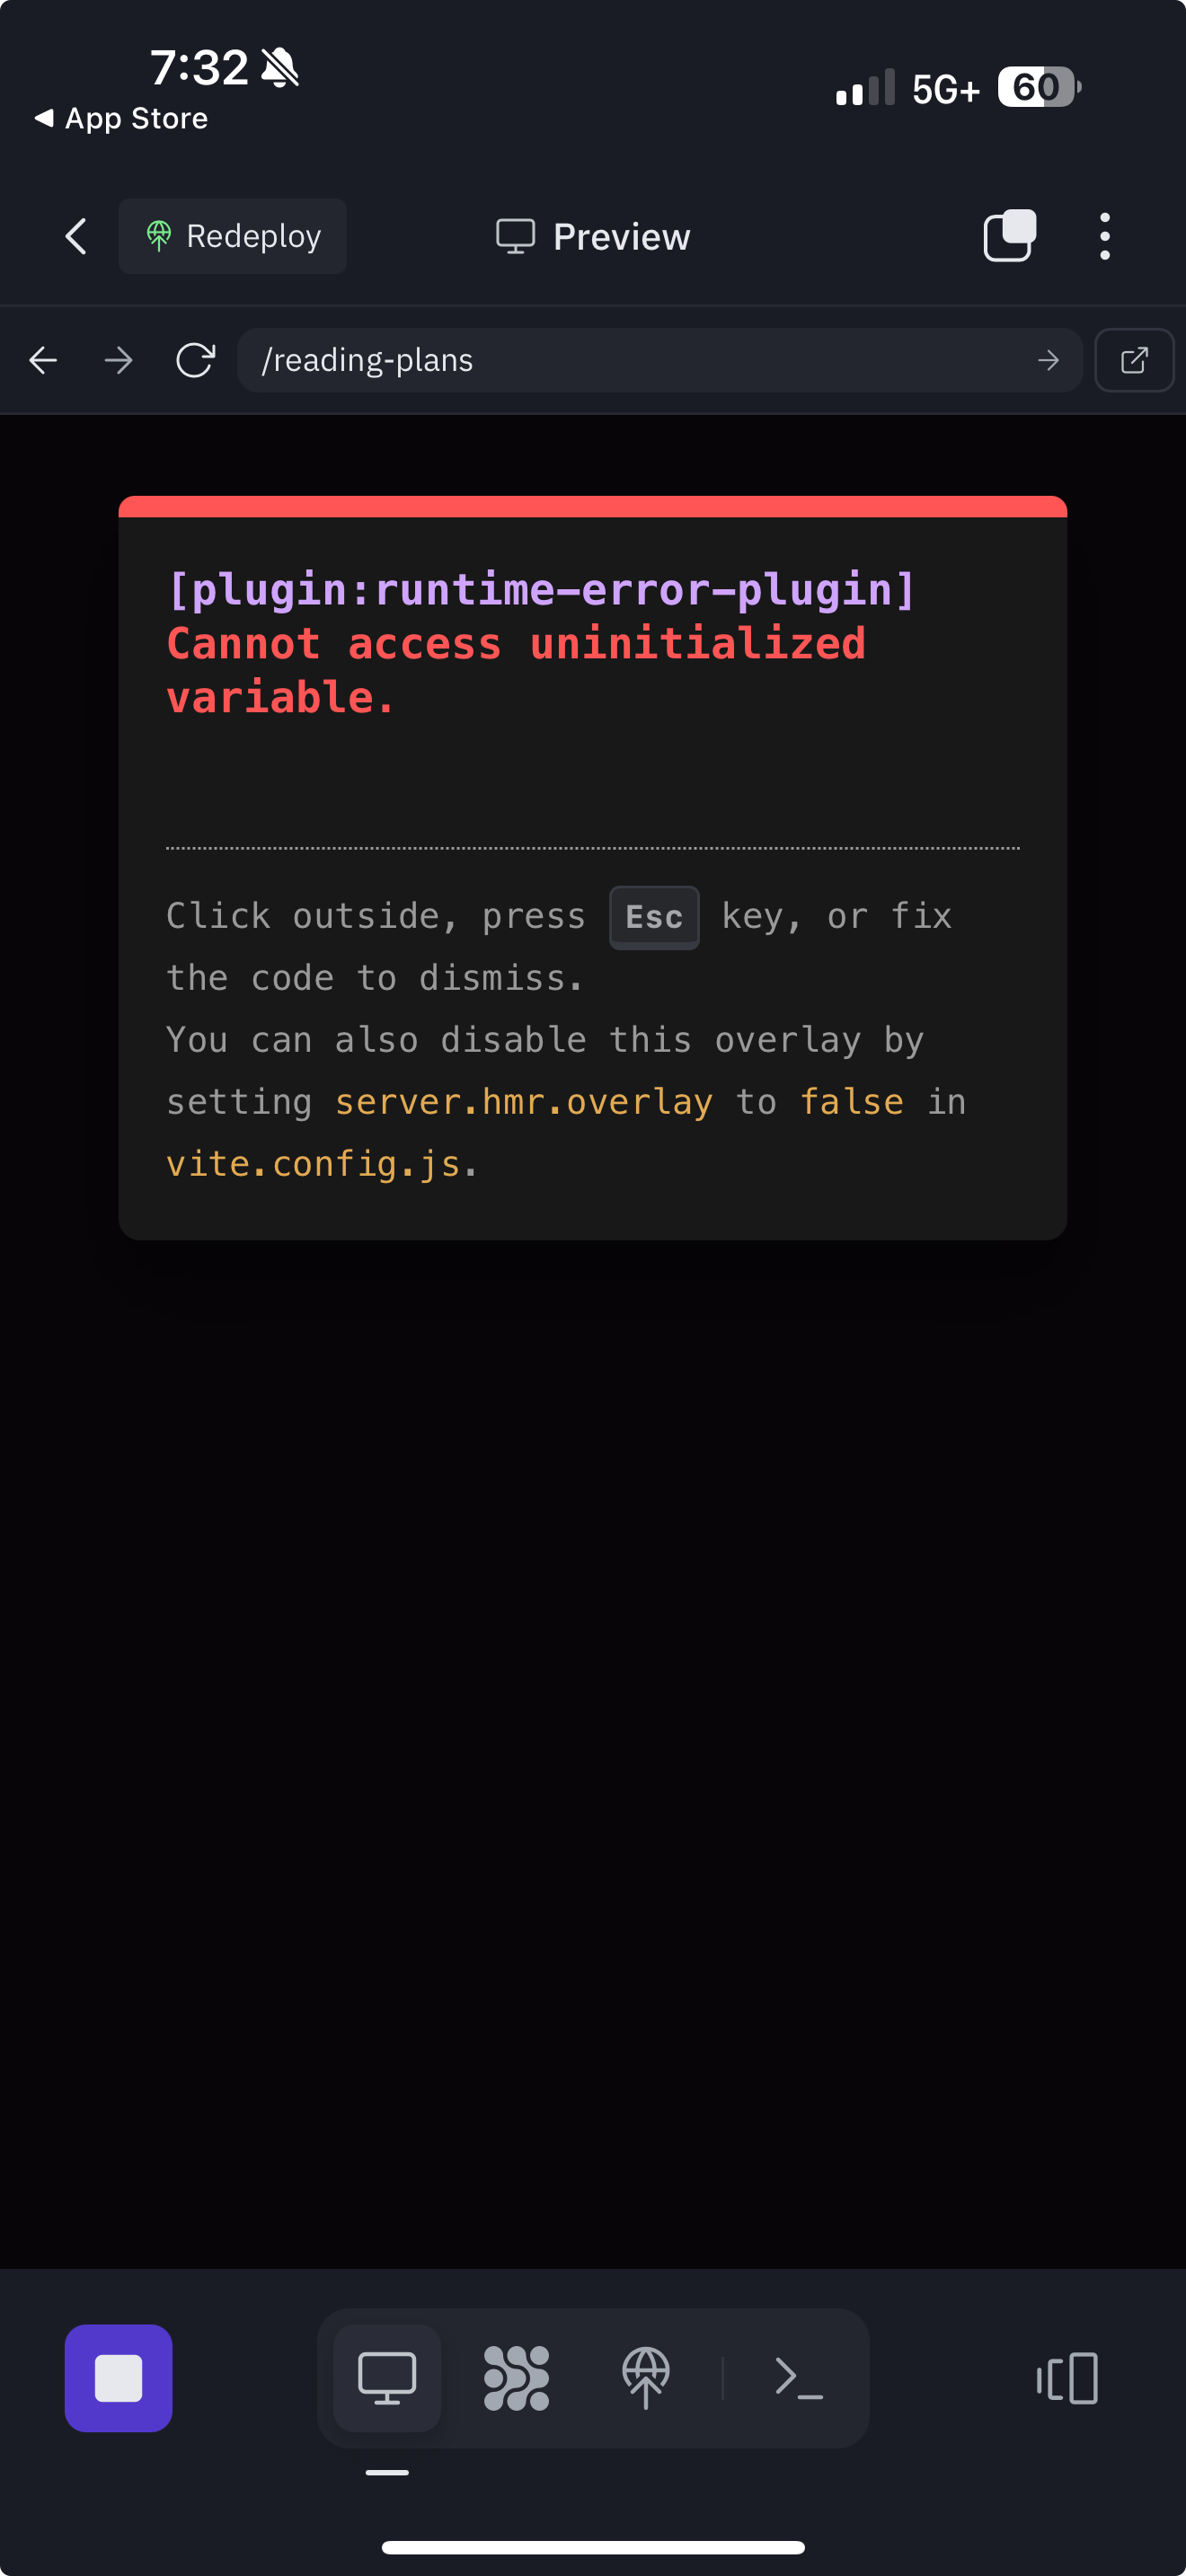 7:32
5G+ 60
◀ App Store
Redeploy
Preview
/reading-plans
[plugin:runtime-error-plugin]
Cannot access uninitialized
variable.
Click outside, press Esc key, or fix
the code to dismiss.
You can also disable this overlay by
setting server.hmr.overlay to false in
vite.config.js.